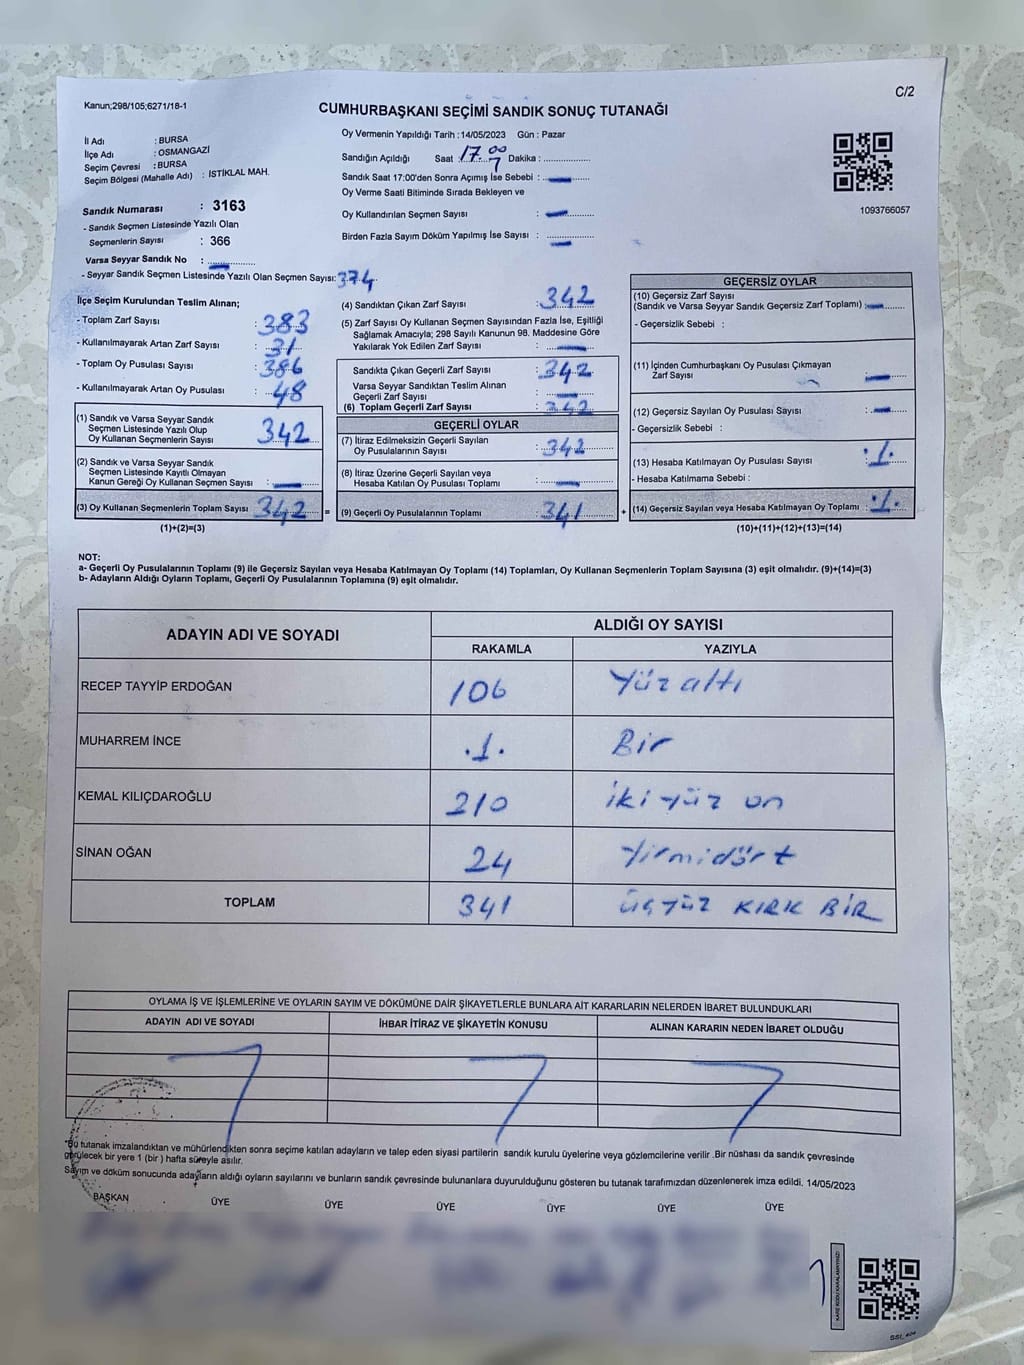 Kanun;298/105;6271/18-1
C/2
CUMHURBAŞKANI SEÇİMİ SANDIK SONUÇ TUTANAĞI
İl Adı : BURSA
İlçe Adı : OSMANGAZİ
Seçim Çevresi : BURSA
Seçim Bölgesi (Mahalle Adı) : İSTİKLAL MAH.
Sandık Numarası : 3163
- Sandık Seçmen Listesinde Yazılı Olan
Seçmenlerin Sayısı : 366
Varsa Seyyar Sandık No :
- Seyyar Sandık Seçmen Listesinde Yazılı Olan Seçmen Sayısı: 374
Oy Vermenin Yapıldığı Tarih : 14/05/2023 Gün : Pazar
Sandığın Açıldığı Saat : 17.00 Dakika :
Sandık Saat 17:00'den Sonra Açımış İse Sebebi : —
Oy Verme Saati Bitiminde Sırada Bekleyen ve
Oy Kullandırılan Seçmen Sayısı : —
Birden Fazla Sayım Döküm Yapılmış İse Sayısı : —
1093766057
İlçe Seçim Kurulundan Teslim Alınan;
- Toplam Zarf Sayısı : 383
- Kullanılmayarak Artan Zarf Sayısı : 31
- Toplam Oy Pusulası Sayısı : 386
- Kullanılmayarak Artan Oy Pusulası : 48
(1) Sandık ve Varsa Seyyar Sandık
Seçmen Listesinde Yazılı Olup
Oy Kullanan Seçmenlerin Sayısı : 342
(2) Sandık ve Varsa Seyyar Sandık
Seçmen Listesinde Kayıtlı Olmayan
Kanun Gereği Oy Kullanan Seçmen Sayısı : —
(3) Oy Kullanan Seçmenlerin Toplam Sayısı : 342 =
(1)+(2)=(3)
(4) Sandıktan Çıkan Zarf Sayısı : 342
(5) Zarf Sayısı Oy Kullanan Seçmen Sayısından Fazla İse, Eşitliği
Sağlamak Amacıyla; 298 Sayılı Kanunun 98. Maddesine Göre
Yakılarak Yok Edilen Zarf Sayısı : —
Sandıkta Çıkan Geçerli Zarf Sayısı : 342
Varsa Seyyar Sandıktan Teslim Alınan
Geçerli Zarf Sayısı : —
(6) Toplam Geçerli Zarf Sayısı : 342
GEÇERLİ OYLAR
(7) İtiraz Edilmeksizin Geçerli Sayılan
Oy Pusulalarının Sayısı : 342
(8) İtiraz Üzerine Geçerli Sayılan veya
Hesaba Katılan Oy Pusulası Toplamı : —
(9) Geçerli Oy Pusulalarının Toplamı : 341 +
GEÇERSİZ OYLAR
(10) Geçersiz Zarf Sayısı
(Sandık ve Varsa Seyyar Sandık Geçersiz Zarf Toplamı) : —
- Geçersizlik Sebebi :
(11) İçinden Cumhurbaşkanı Oy Pusulası Çıkmayan
Zarf Sayısı : —
(12) Geçersiz Sayılan Oy Pusulası Sayısı : —
- Geçersizlik Sebebi :
(13) Hesaba Katılmayan Oy Pusulası Sayısı : .1.
- Hesaba Katılmama Sebebi :
(14) Geçersiz Sayılan veya Hesaba Katılmayan Oy Toplamı : .1.
(10)+(11)+(12)+(13)=(14)
NOT:
a- Geçerli Oy Pusulalarının Toplamı (9) ile Geçersiz Sayılan veya Hesaba Katılmayan Oy Toplamı (14) Toplamları, Oy Kullanan Seçmenlerin Toplam Sayısına (3) eşit olmalıdır. (9)+(14)=(3)
b- Adayların Aldığı Oyların Toplamı, Geçerli Oy Pusulalarının Toplamına (9) eşit olmalıdır.
ADAYIN ADI VE SOYADI ALDIĞI OY SAYISI
RAKAMLA YAZIYLA
RECEP TAYYİP ERDOĞAN 106 Yüz altı
MUHARREM İNCE .1. Bir
KEMAL KILIÇDAROĞLU 210 iki yüz on
SİNAN OĞAN 24 Yirmidört
TOPLAM 341 üçyüz KIRK BİR
OYLAMA İŞ VE İŞLEMLERİNE VE OYLARIN SAYIM VE DÖKÜMÜNE DAİR ŞİKAYETLERLE BUNLARA AİT KARARLARIN NELERDEN İBARET BULUNDUKLARI
ADAYIN ADI VE SOYADI İHBAR İTİRAZ VE ŞİKAYETİN KONUSU ALINAN KARARIN NEDEN İBARET OLDUĞU
"Bu tutanak imzalandıktan ve mühürlendikten sonra seçime katılan adayların ve talep eden siyasi partilerin sandık kurulu üyelerine veya gözlemcilerine verilir .Bir nüshası da sandık çevresinde
görülecek bir yere 1 (bir ) hafta süreyle asılır.
Sayım ve döküm sonucunda adayların aldığı oyların sayılarını ve bunların sandık çevresinde bulunanlara duyurulduğunu gösteren bu tutanak tarafımızdan düzenlenerek imza edildi. 14/05/2023
BAŞKAN ÜYE ÜYE ÜYE ÜYE ÜYE ÜYE
KARE KODU KARALAMAYINIZ!